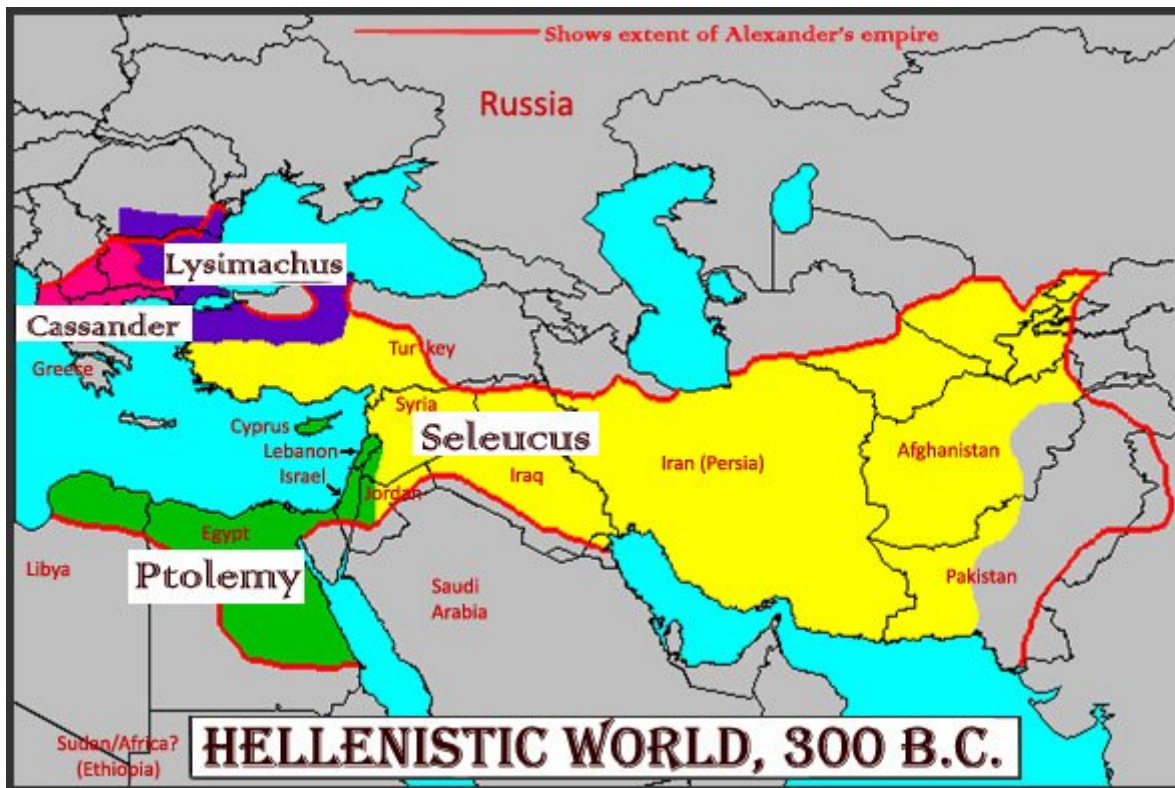 Shows extent of Alexander's empire
Russia
Lysimachus
Cassander
Greece
Turkey
Syria
Cyprus
Seleucus
Lebanon
Israel
Jordan
Iraq
Iran (Persia)
Afghanistan
Egypt
Ptolemy
Libya
Saudi
Arabia
Pakistan
Sudan/Africa?
(Ethiopia)
HELLENISTIC WORLD, 300 B.C.